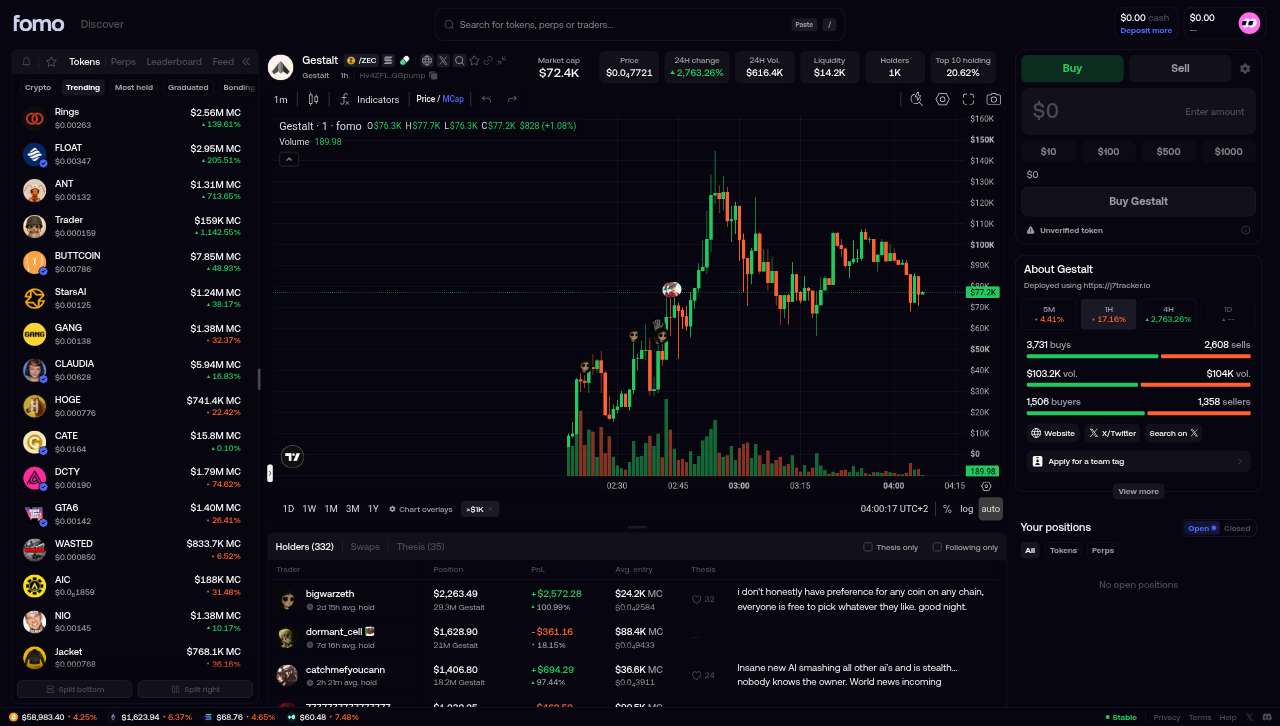 fomo Discover
Search for tokens, perps or traders... Paste /
$0.00 cash
Deposit more
$0.00
—
Tokens Perps Leaderboard Feed
Crypto Trending Most held Graduated Bonding
Rings $2.56M MC
$0.00263 139.61%
FLOAT $2.95M MC
$0.00347 205.51%
ANT $1.31M MC
$0.00132 713.65%
Trader $159K MC
$0.000159 1,142.55%
BUTTCOIN $7.85M MC
$0.00786 48.93%
StarsAI $1.24M MC
$0.00125 38.17%
GANG $1.38M MC
$0.00138 32.37%
CLAUDIA $5.94M MC
$0.00628 16.83%
HOGE $741.4K MC
$0.000776 22.42%
CATE $15.8M MC
$0.0164 0.10%
DCTY $1.79M MC
$0.00190 74.62%
GTA6 $1.40M MC
$0.00142 26.41%
WASTED $833.7K MC
$0.000850 6.52%
AIC $188K MC
$0.0₆1859 31.48%
NIO $1.38M MC
$0.00145 10.17%
Jacket $768.1K MC
$0.000768 36.16%
Split bottom Split right
Gestalt /ZEC
Gestalt 1h Hv4ZF1...GGpump
Market cap
$72.4K
Price
$0.0₄7721
24H change
2,763.26%
24H Vol.
$616.4K
Liquidity
$14.2K
Holders
1K
Top 10 holding
20.62%
1m Indicators Price / MCap
Gestalt · 1 · fomo O$76.3K H$77.7K L$76.3K C$77.2K $828 (+1.08%)
Volume 189.98
$160K
$150K
$140K
$130K
$120K
$110K
$100K
$90K
$80K
$77.2K
$70K
$60K
$50K
$40K
$30K
$20K
$10K
$0
189.98
02:30 02:45 03:00 03:15 04:00 04:15
1D 1W 1M 3M 1Y Chart overlays >$1K
04:00:17 UTC+2 % log auto
Holders (332) Swaps Thesis (35)
Thesis only Following only
Trader Position PnL Avg. entry Thesis
bigwarzeth $2,263.49 +$2,572.28 $24.2K MC
2d 15h avg. hold 29.3M Gestalt 100.99% $0.0₄2584
32 i don't honestly have preference for any coin on any chain,
everyone is free to pick whatever they like. good night.
dormant_cell $1,628.90 -$361.16 $88.4K MC
7d 16h avg. hold 21M Gestalt 18.15% $0.0₄9433
catchmefyoucann $1,406.80 +$694.29 $36.6K MC
2h 21m avg. hold 18.2M Gestalt 97.44% $0.0₄3911
24 Insane new AI smashing all other ai's and is stealth...
nobody knows the owner. World news incoming
Buy Sell
$0 Enter amount
$10 $100 $500 $1000
$0
Buy Gestalt
Unverified token
About Gestalt
Deployed using https://j7tracker.io
5M 1H 4H 1D
4.41% 17.16% 2,763.26% --
3,731 buys 2,608 sells
$103.2K vol. $104K vol.
1,506 buyers 1,358 sellers
Website X/Twitter Search on
Apply for a team tag
View more
Your positions Open Closed
All Tokens Perps
No open positions
$58,983.40 4.25% $1,623.94 6.37% $68.76 4.65% $60.48 7.48%
Stable Privacy Terms Help